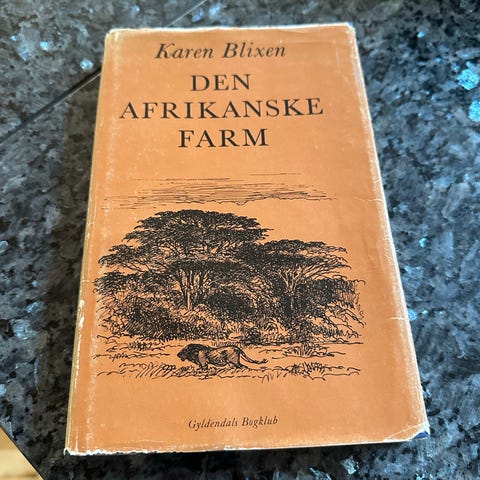 Karen Blixen
DEN
AFRIKANSKE
FARM
Gyldendals Bogklub